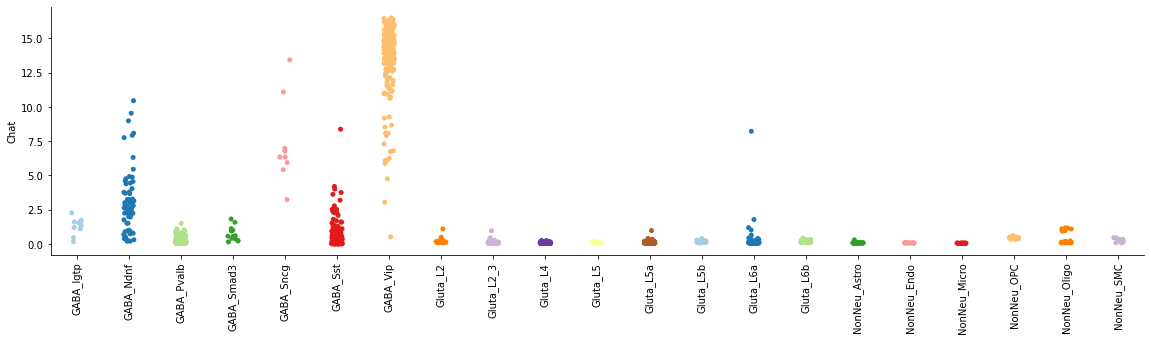 15.0
12.5
10.0
7.5
5.0
2.5
0.0
Chat
GABA_Igtp
GABA_Ndnf
GABA_Pvalb
GABA_Smad3
GABA_Sncg
GABA_Sst
GABA_Vip
Gluta_L2
Gluta_L2_3
Gluta_L4
Gluta_L5
Gluta_L5a
Gluta_L5b
Gluta_L6a
Gluta_L6b
NonNeu_Astro
NonNeu_Endo
NonNeu_Micro
NonNeu_OPC
NonNeu_Oligo
NonNeu_SMC